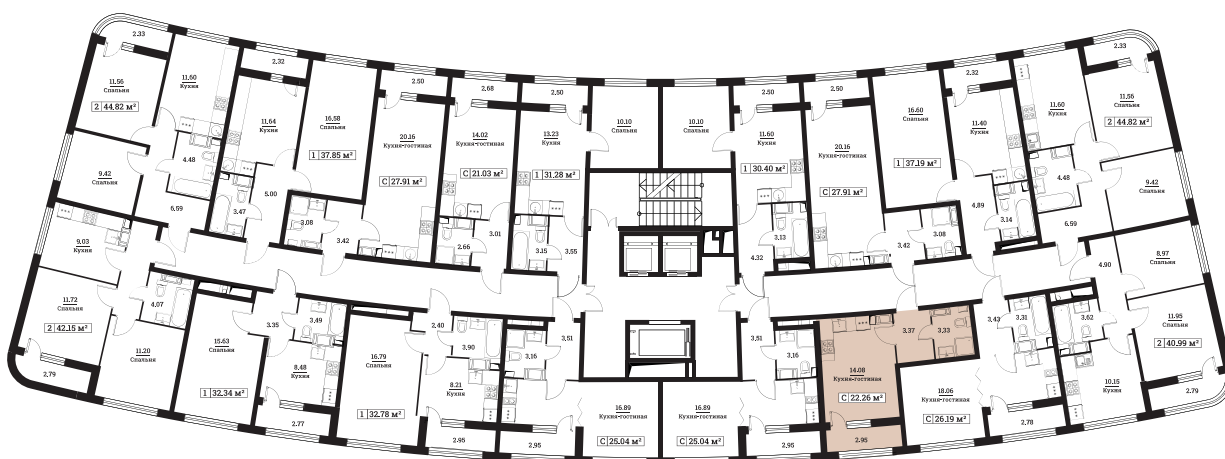 2.33
11.56
Спальня
2 44.82 м²
11.60
Кухня
4.48
9.42
Спальня
6.59
2.32
11.64
Кухня
3.47
5.00
16.58
Спальня
1 37.85 м²
3.08
3.42
2.50
20.16
Кухня-гостиная
С 27.91 м²
2.68
14.02
Кухня-гостиная
С 21.03 м²
2.66
3.01
2.50
13.23
Кухня
1 31.28 м²
3.15
3.55
10.10
Спальня
10.10
Спальня
2.50
11.60
Кухня
1 30.40 м²
3.13
4.32
2.50
20.16
Кухня-гостиная
С 27.91 м²
3.42
3.08
16.60
Спальня
1 37.19 м²
2.32
11.40
Кухня
4.89
3.14
11.60
Кухня
4.48
6.59
2.33
11.56
Спальня
2 44.82 м²
9.42
Спальня
9.03
Кухня
11.72
Спальня
2 42.15 м²
2.79
4.07
11.20
Спальня
15.63
Спальня
1 32.34 м²
3.35
3.49
8.48
Кухня
2.77
16.79
Спальня
1 32.78 м²
2.40
3.90
8.21
Кухня
2.95
3.16
3.51
16.89
Кухня-гостиная
С 25.04 м²
2.95
16.89
Кухня-гостиная
С 25.04 м²
3.51
3.16
2.95
14.08
Кухня-гостиная
С 22.26 м²
3.37
3.33
2.95
18.06
Кухня-гостиная
С 26.19 м²
3.43
3.31
2.78
3.62
10.15
Кухня
4.90
8.97
Спальня
11.95
Спальня
2 40.99 м²
2.79